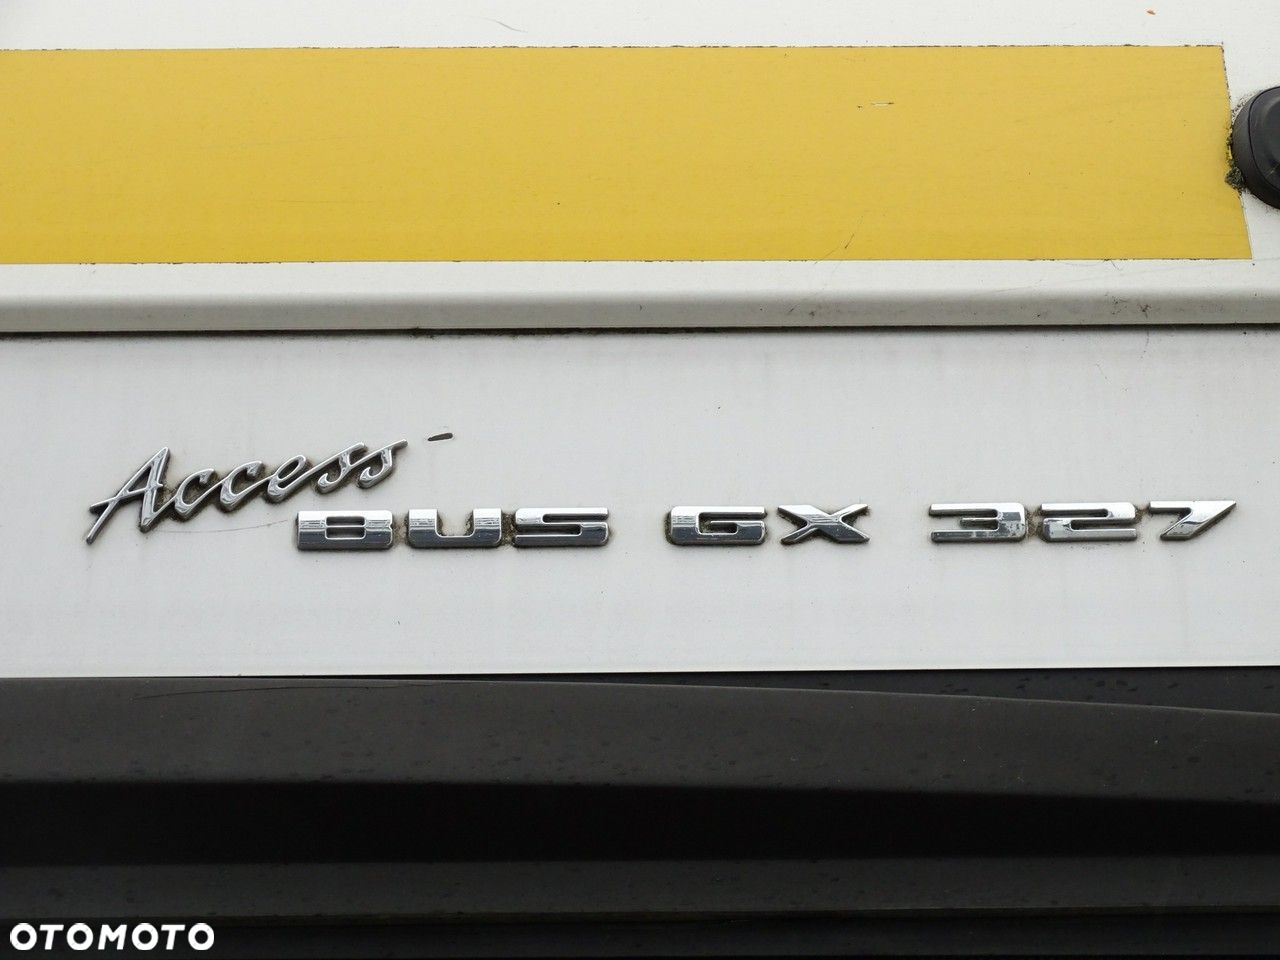 Access
BUS GX 327
OTOMOTO